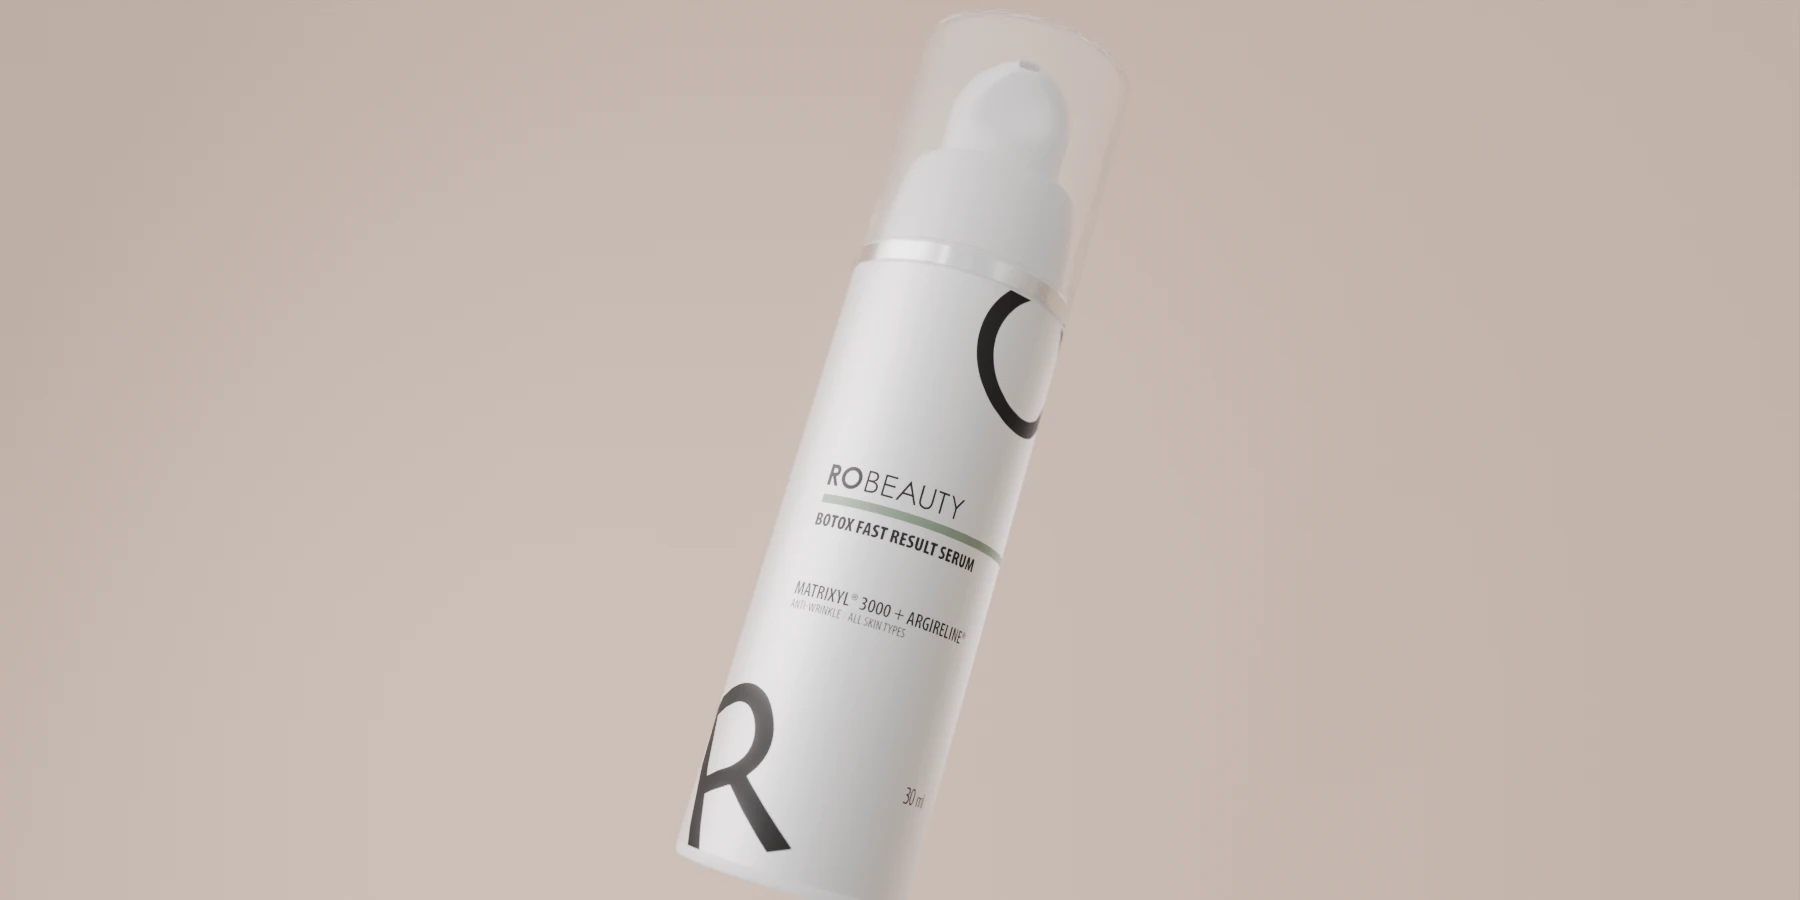 O
ROBEAUTY
BOTOX FAST RESULT SERUM
MATRIXYL® 3000 + ARGIRELINE®
ANTI-WRINKLE · ALL SKIN TYPES
R
30 ml